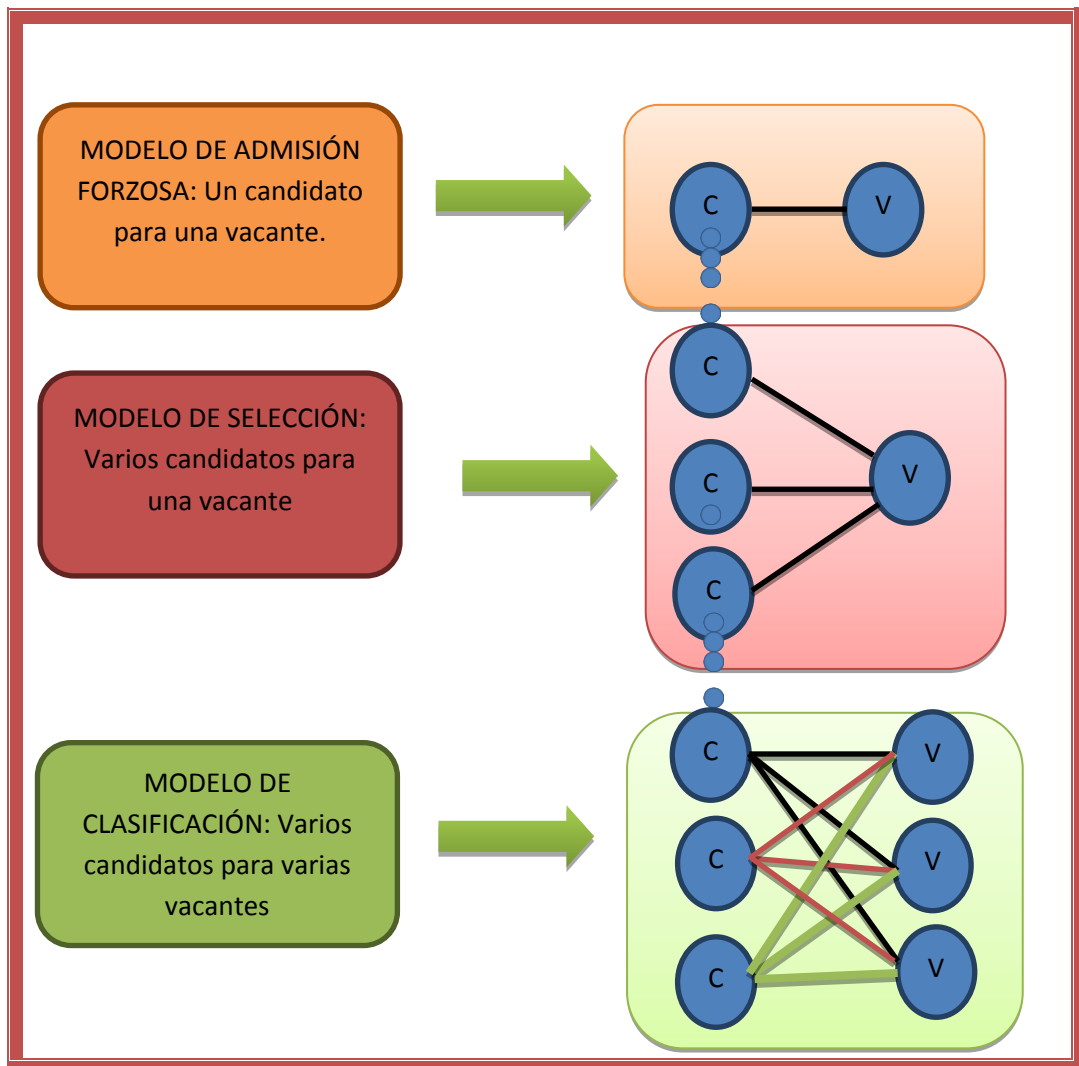 MODELO DE ADMISIÓN
FORZOSA: Un candidato
para una vacante.
C
V
MODELO DE SELECCIÓN:
Varios candidatos para
una vacante
C
C
C
V
MODELO DE
CLASIFICACIÓN: Varios
candidatos para varias
vacantes
C
V
C
V
C
V